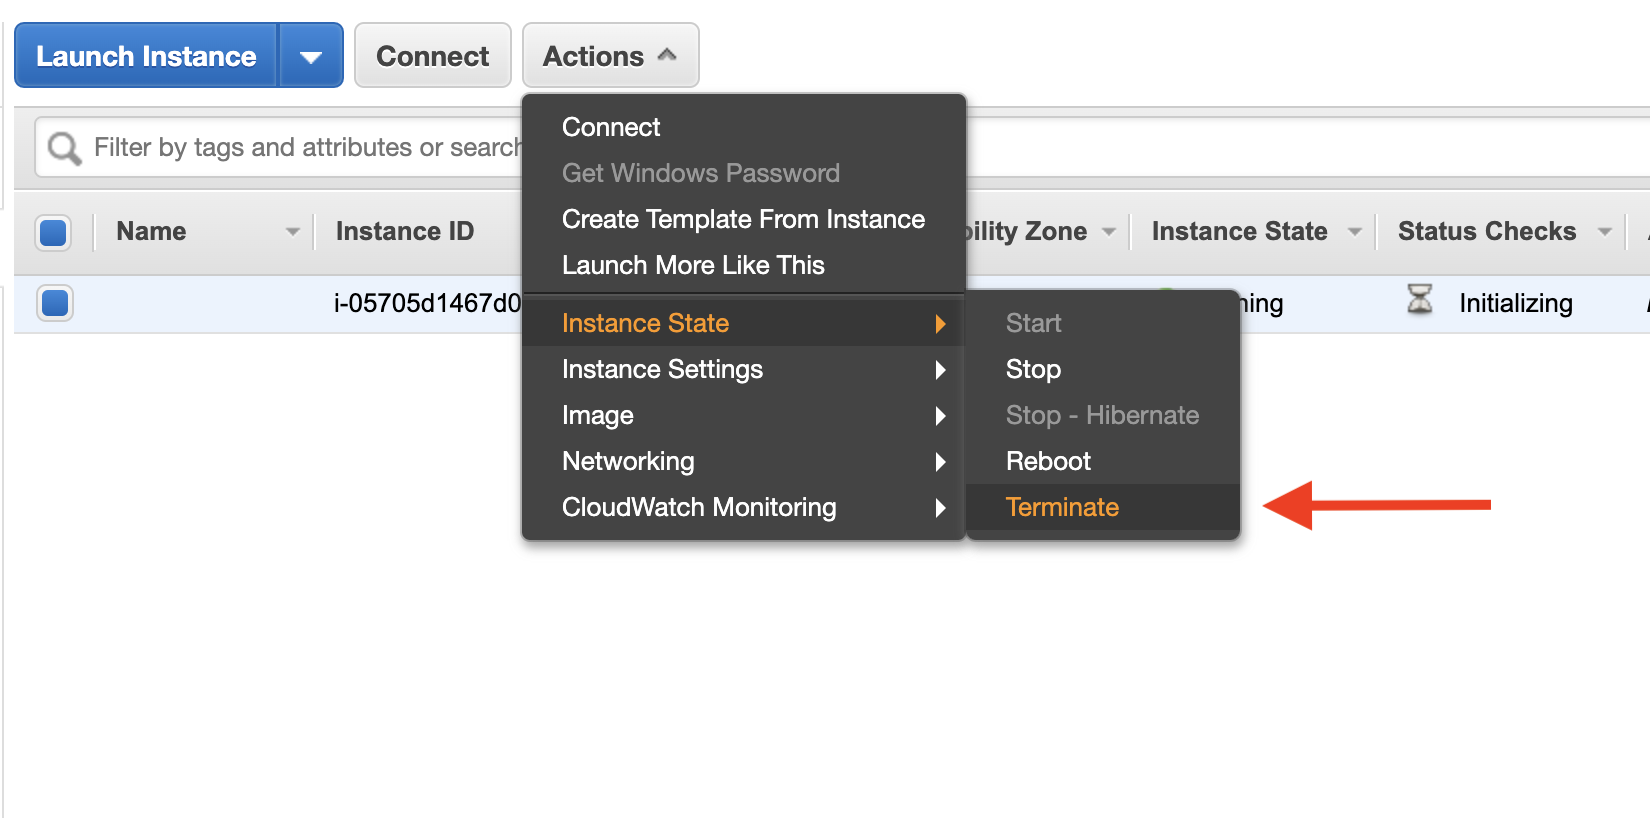 Launch Instance
Connect
Actions
Filter by tags and attributes or search
Name
Instance ID
bility Zone
Instance State
Status Checks
i-05705d1467d0
ning
Initializing
Connect
Get Windows Password
Create Template From Instance
Launch More Like This
Instance State
Instance Settings
Image
Networking
CloudWatch Monitoring
Start
Stop
Stop - Hibernate
Reboot
Terminate